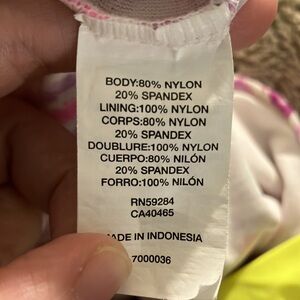 BODY:80% NYLON
20% SPANDEX
LINING:100% NYLON
CORPS:80% NYLON
20% SPANDEX
DOUBLURE:100% NYLON
CUERPO:80% NILÓN
20% SPANDEX
FORRO:100% NILÓN
RN59284
CA40465
MADE IN INDONESIA
7000036